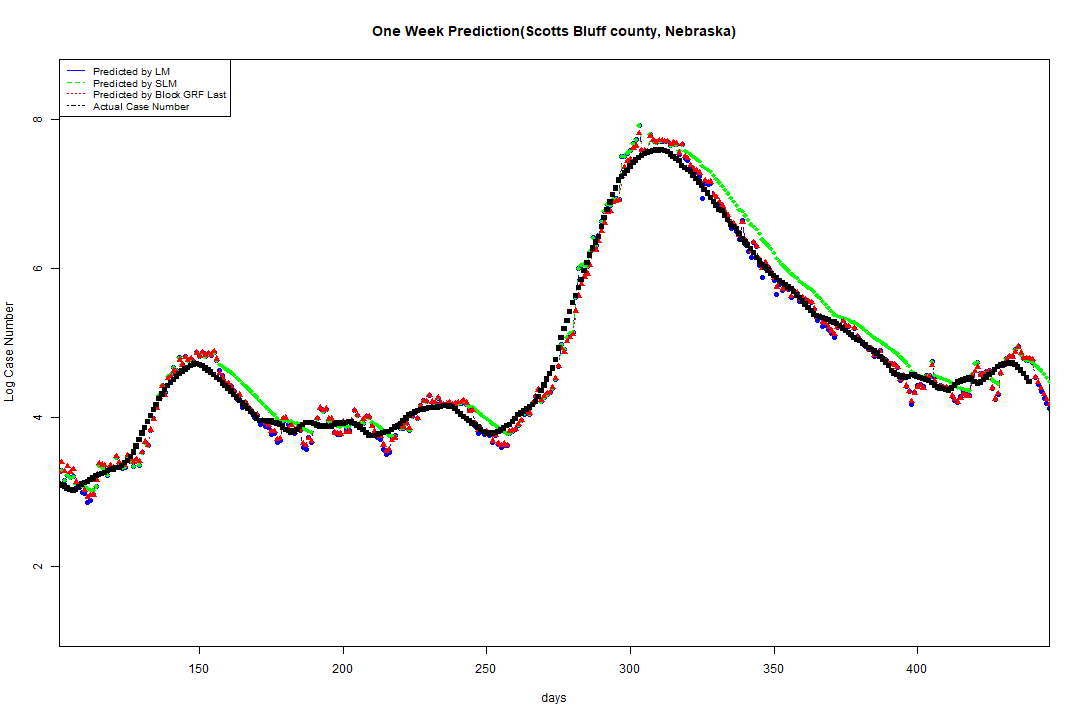 One Week Prediction(Scotts Bluff county, Nebraska)
Predicted by LM
Predicted by SLM
Predicted by Block GRF Last
Actual Case Number
8
6
4
2
Log Case Number
150 200 250 300 350 400
days